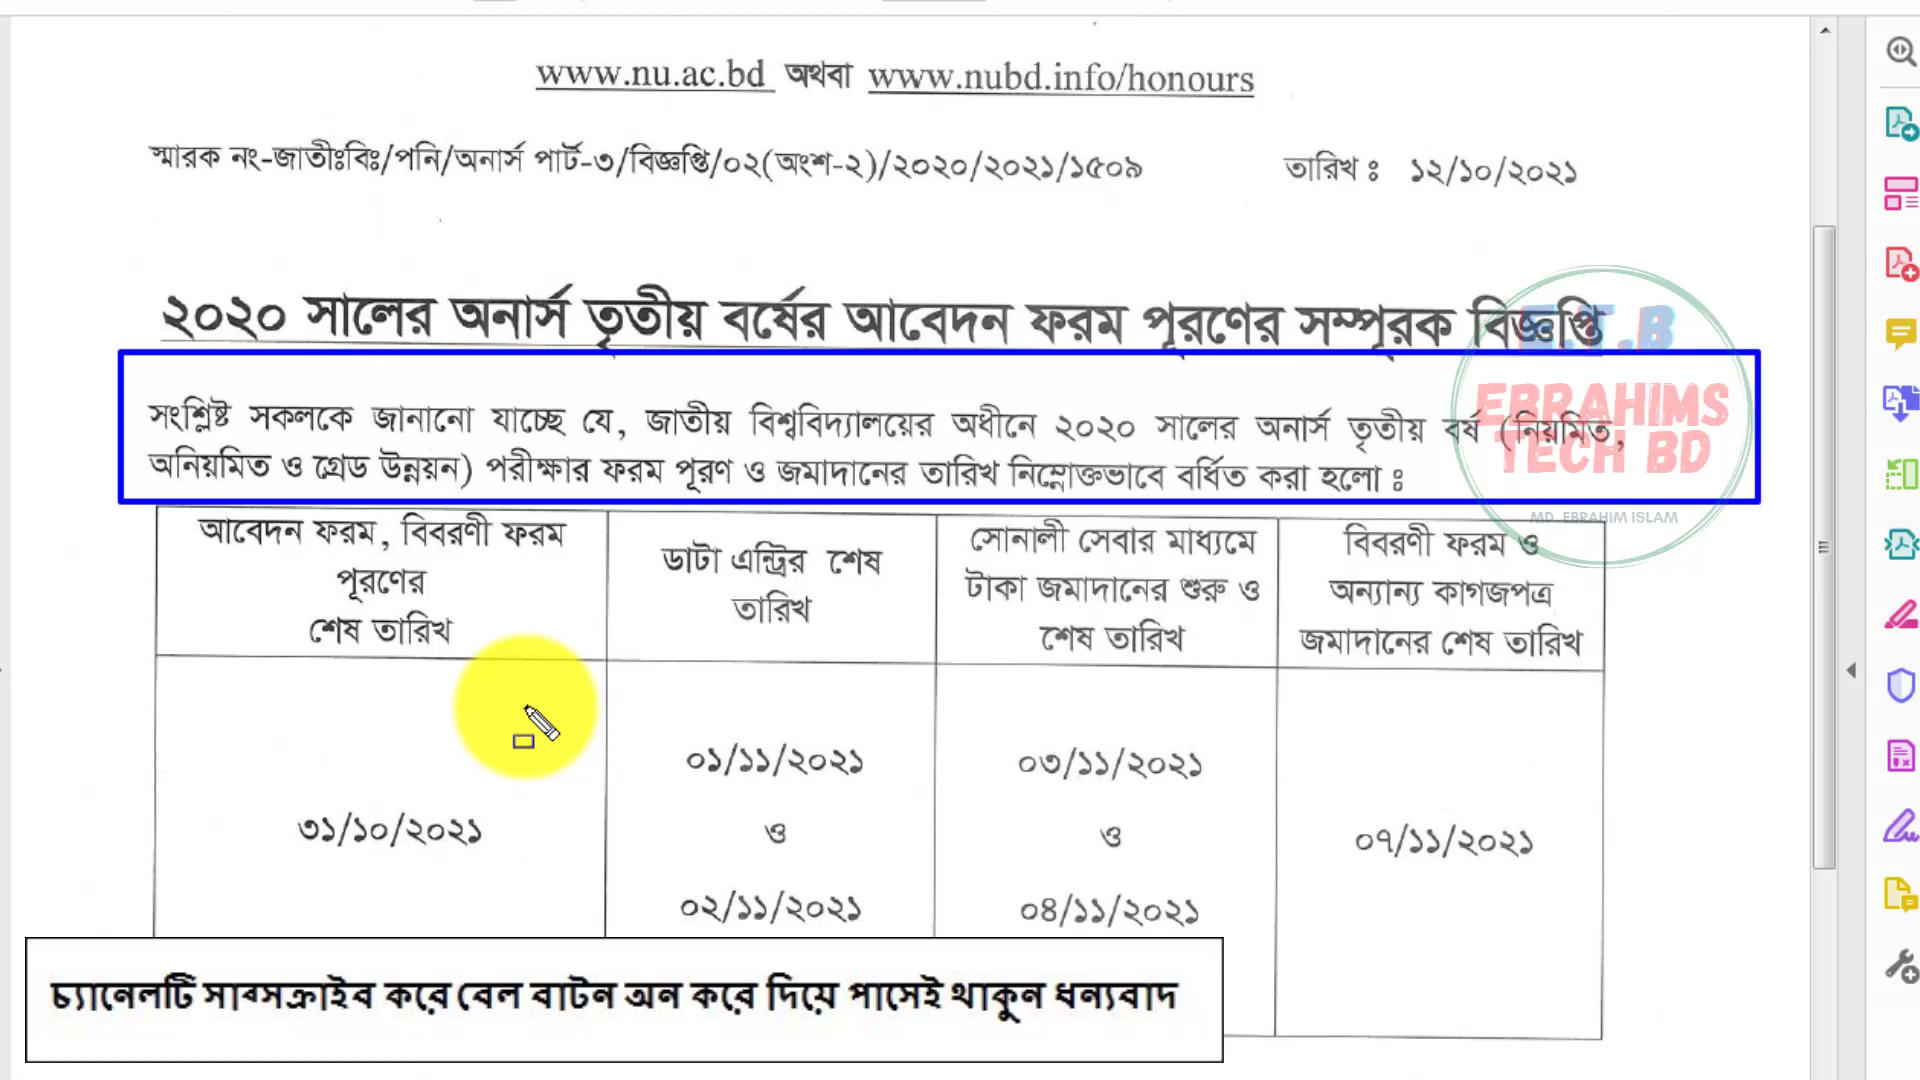 www.nu.ac.bd অথবা www.nubd.info/honours
স্মারক নং-জাতীঃবিঃ/পনি/অনার্স পার্ট-৩/বিজ্ঞপ্তি/০২(অংশ-২)/২০২০/২০২১/১৫০৯ তারিখ ঃ ১২/১০/২০২১
২০২০ সালের অনার্স তৃতীয় বর্ষের আবেদন ফরম পূরণের সম্পূরক বিজ্ঞপ্তি
E.T.B
EBRAHIMS
TECH BD
MD. EBRAHIM ISLAM
সংশ্লিষ্ট সকলকে জানানো যাচ্ছে যে, জাতীয় বিশ্ববিদ্যালয়ের অধীনে ২০২০ সালের অনার্স তৃতীয় বর্ষ (নিয়মিত,
অনিয়মিত ও গ্রেড উন্নয়ন) পরীক্ষার ফরম পূরণ ও জমাদানের তারিখ নিম্নোক্তভাবে বর্ধিত করা হলো ঃ
আবেদন ফরম, বিবরণী ফরম
পূরণের
শেষ তারিখ
ডাটা এন্ট্রির শেষ
তারিখ
সোনালী সেবার মাধ্যমে
টাকা জমাদানের শুরু ও
শেষ তারিখ
বিবরণী ফরম ও
অন্যান্য কাগজপত্র
জমাদানের শেষ তারিখ
৩১/১০/২০২১
০১/১১/২০২১
ও
০২/১১/২০২১
০৩/১১/২০২১
ও
০৪/১১/২০২১
০৭/১১/২০২১
চ্যানেলটি সাবসক্রাইব করে বেল বাটন অন করে দিয়ে পাসেই থাকুন ধন্যবাদ